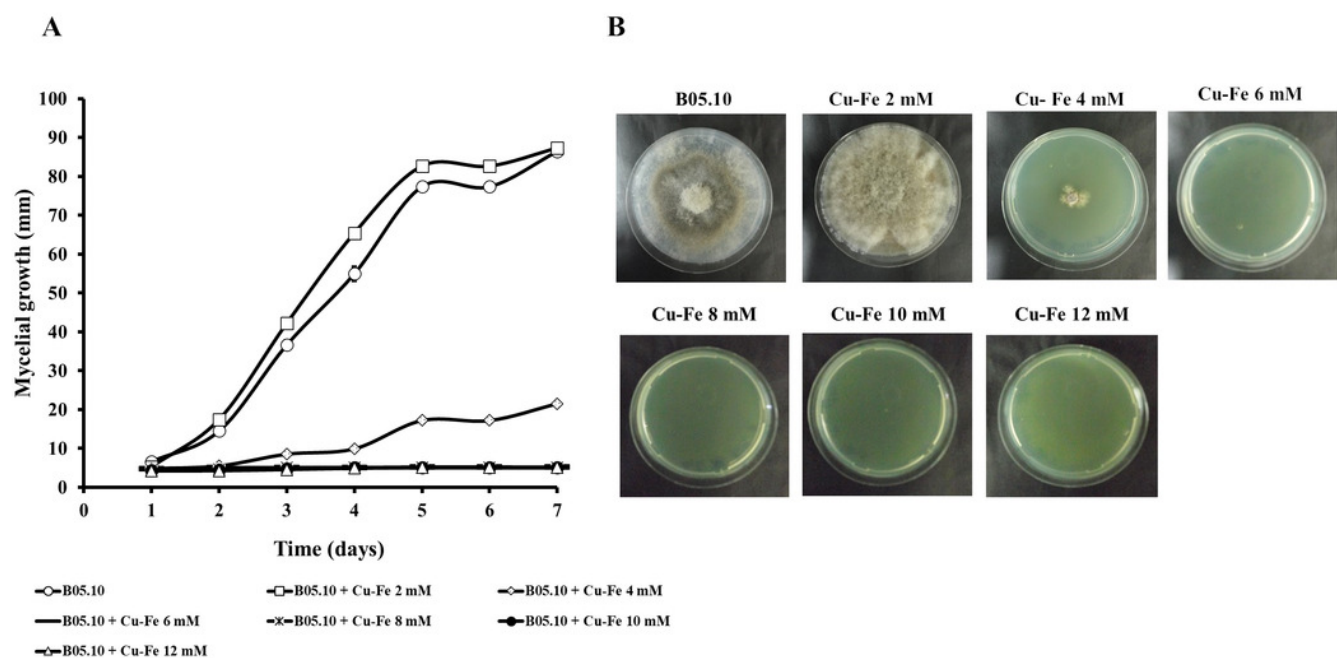 A
B
Mycelial growth (mm)
100
90
80
70
60
50
40
30
20
10
0
0 1 2 3 4 5 6 7
Time (days)
B05.10 B05.10 + Cu-Fe 2 mM B05.10 + Cu-Fe 4 mM
B05.10 + Cu-Fe 6 mM B05.10 + Cu-Fe 8 mM B05.10 + Cu-Fe 10 mM
B05.10 + Cu-Fe 12 mM
B05.10 Cu-Fe 2 mM Cu- Fe 4 mM Cu-Fe 6 mM
Cu-Fe 8 mM Cu-Fe 10 mM Cu-Fe 12 mM